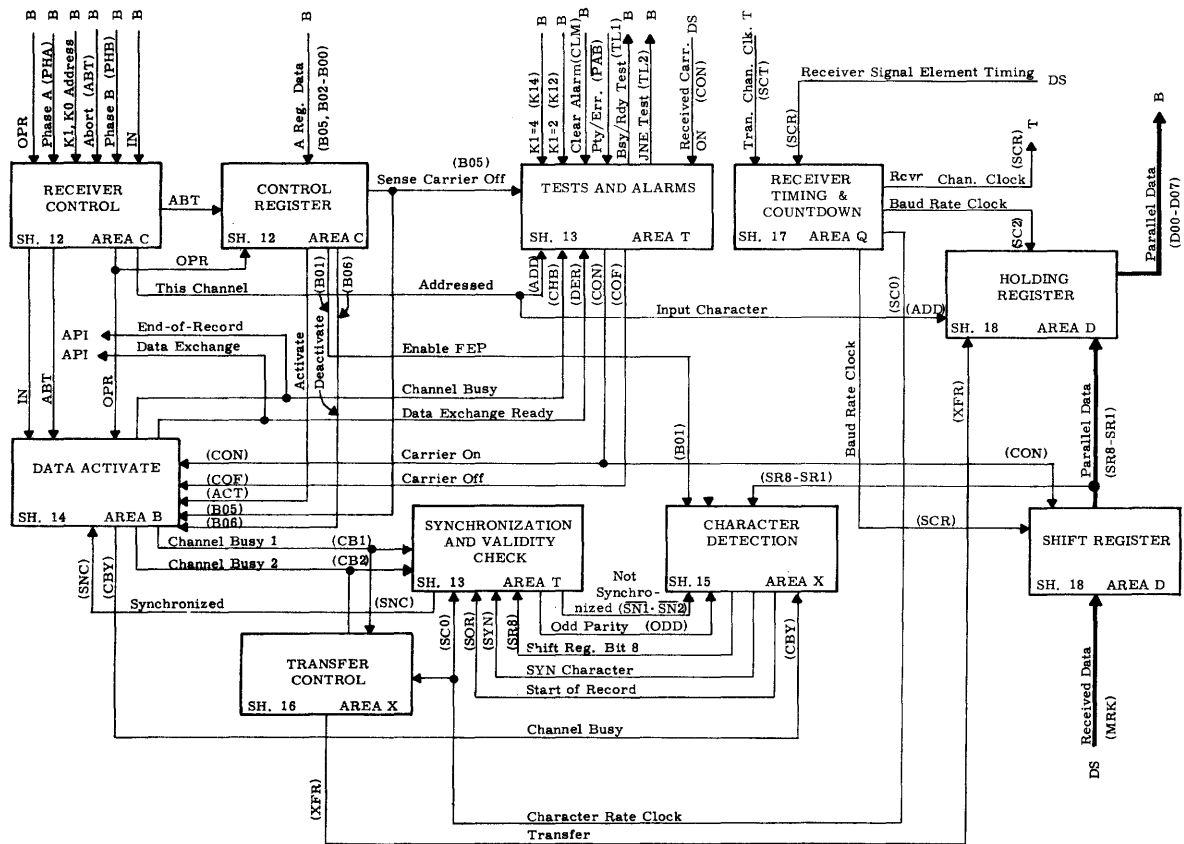 B
B
B
B
B
B
B
B
B
B
B
B
B
DS
T
OPR
Phase A (PHA)
K1, K0 Address
Abort (ABT)
Phase B (PHB)
IN
A Reg. Data
(B05, B02-B00)
K1=4 (K14)
K1=2 (K12)
Clear Alarm(CLM)
Pty/Err. (PAB)
Bsy/Rdy Test (TL1)
JNE Test (TL2)
Received Carr.
ON (CON)
Tran. Chan. Clk.
(SCT)
(SCR)
Receiver Signal Element Timing
DS
B
T
(SCR)
Parallel Data
(D00-D07)
RECEIVER
CONTROL
SH. 12 AREA C
ABT
CONTROL
REGISTER
SH. 12 AREA C
(B05)
Sense Carrier Off
TESTS AND ALARMS
SH. 13 AREA T
RECEIVER
TIMING &
COUNTDOWN
SH. 17 AREA Q
Rcvr
Chan. Clock
Baud Rate Clock
(SC2)
HOLDING
REGISTER
SH. 18 AREA D
OPR
This Channel
Addressed
(B01)
(B06)
(ADD)
(CHB)
(DER)
(CON)
(COF)
Input Character
(SC0)
(ADD)
API
End-of-Record
API
Data Exchange
Activate
Deactivate
Enable FEP
IN
ABT
OPR
Channel Busy
Data Exchange Ready
(B01)
Baud Rate Clock
(XFR)
Parallel Data
(SR8-SR1)
DATA ACTIVATE
SH. 14 AREA B
(CON)
Carrier On
(CON)
(COF)
Carrier Off
(SR8-SR1)
(ACT)
(B05)
(B06)
Channel Busy 1
(CB1)
Channel Busy 2
(CB2)
SYNCHRONIZATION
AND VALIDITY
CHECK
SH. 13 AREA T
CHARACTER
DETECTION
SH. 15 AREA X
(SCR)
SHIFT REGISTER
SH. 18 AREA D
(SNC)
(CBY)
Synchronized
(SNC)
Not
Synchro-
nized (SN1·SN2)
Odd Parity (ODD)
(SC0)
(SOR)
(SYN)
(SR8)
Shift Reg. Bit 8
SYN Character
Start of Record
(CBY)
TRANSFER
CONTROL
SH. 16 AREA X
Channel Busy
DS
Received Data
(MRK)
(XFR)
Character Rate Clock
Transfer